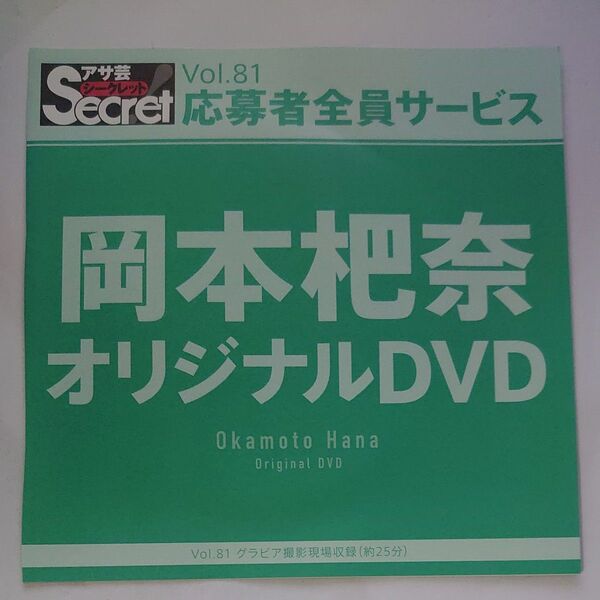 アサ芸
シークレット!
Secret
Vol.81
応募者全員サービス
岡本杷奈
オリジナルDVD
Okamoto Hana
Original DVD
Vol.81 グラビア撮影現場収録(約25分)